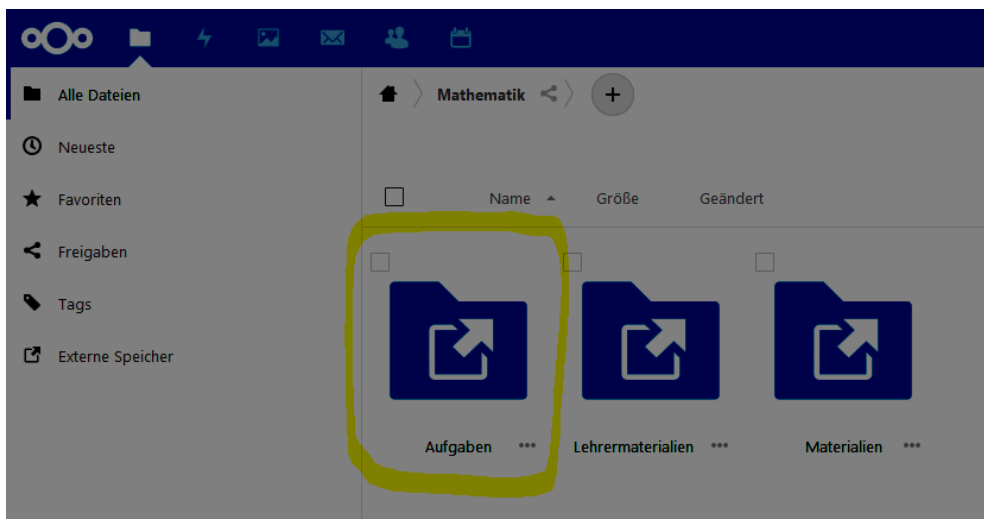 Alle Dateien
Mathematik
Neueste
Favoriten
Name Größe Geändert
Freigaben
Tags
Externe Speicher
Aufgaben
Lehrermaterialien
Materialien